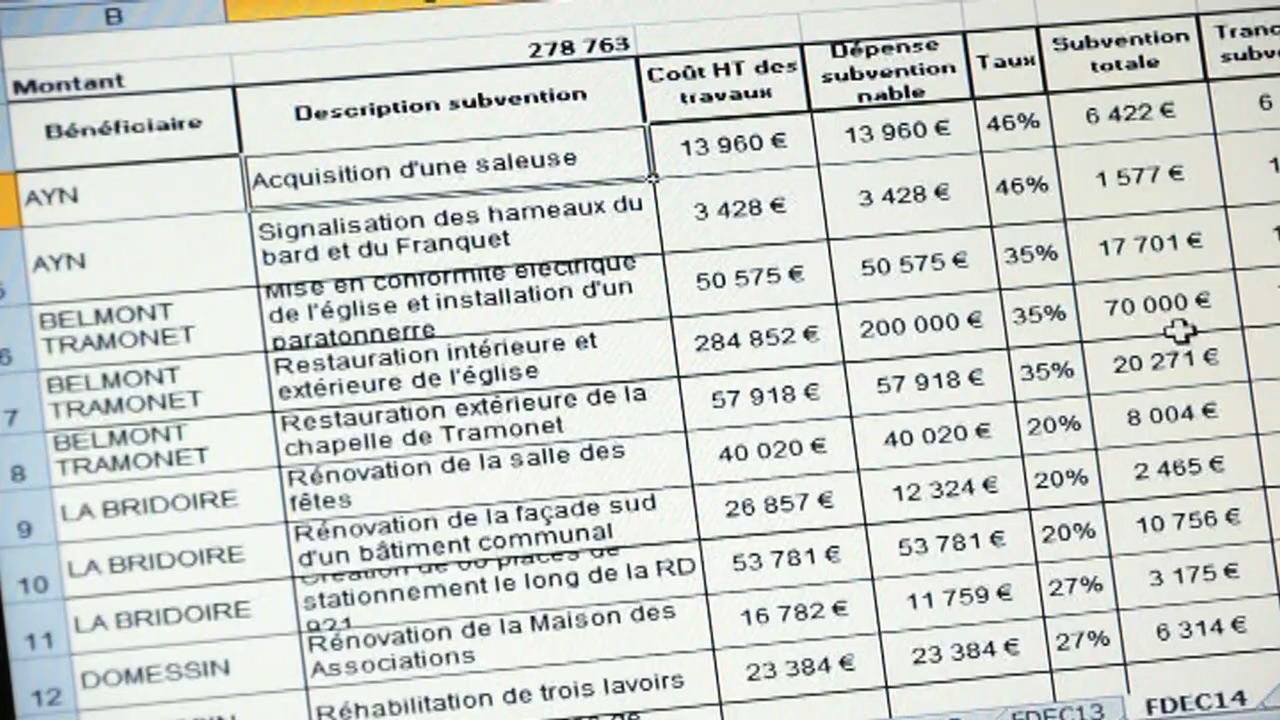 B
278 763
Montant
Bénéficiaire
Description subvention
Coût HT des
travaux
Dépense
subvention
nable
Taux
Subvention
totale
AYN
Acquisition d'une saleuse
13 960 €
13 960 €
46%
6 422 €
6
AYN
Signalisation des hameaux du
bard et du Franquet
3 428 €
3 428 €
46%
1 577 €
1
BELMONT
TRAMONET
Mise en conformité électrique
de l'église et installation d'un
paratonnerre
50 575 €
50 575 €
35%
17 701 €
6
BELMONT
TRAMONET
Restauration intérieure et
extérieure de l'église
284 852 €
200 000 €
35%
70 000 €
7
BELMONT
TRAMONET
Restauration extérieure de la
chapelle de Tramonet
57 918 €
57 918 €
35%
20 271 €
8
LA BRIDOIRE
Rénovation de la salle des
fêtes
40 020 €
40 020 €
20%
8 004 €
9
LA BRIDOIRE
Rénovation de la façade sud
d'un bâtiment communal
26 857 €
12 324 €
20%
2 465 €
10
LA BRIDOIRE
stationnement le long de la RD
921
53 781 €
53 781 €
20%
10 756 €
11
DOMESSIN
Rénovation de la Maison des
Associations
16 782 €
11 759 €
27%
3 175 €
12
Réhabilitation de trois lavoirs
23 384 €
23 384 €
27%
6 314 €
FDEC13
FDEC14